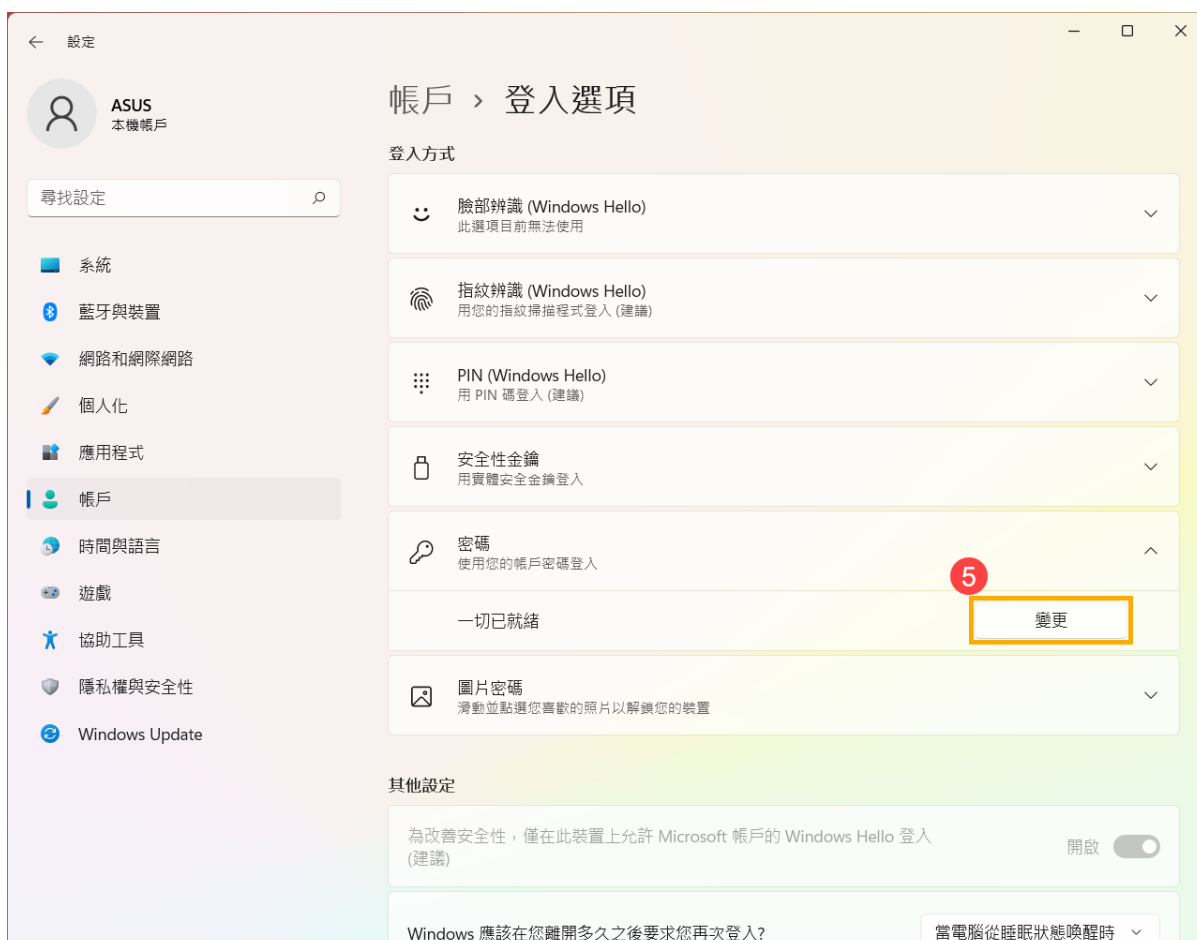 設定
ASUS
本機帳戶
尋找設定
系統
藍牙與裝置
網路和網際網路
個人化
應用程式
帳戶
時間與語言
遊戲
協助工具
隱私權與安全性
Windows Update
帳戶 › 登入選項
登入方式
臉部辨識 (Windows Hello)
此選項目前無法使用
指紋辨識 (Windows Hello)
用您的指紋掃描程式登入 (建議)
PIN (Windows Hello)
用 PIN 碼登入 (建議)
安全性金鑰
用實體安全金鑰登入
密碼
使用您的帳戶密碼登入
5
一切已就緒
變更
圖片密碼
滑動並點選您喜歡的照片以解鎖您的裝置
其他設定
為改善安全性，僅在此裝置上允許 Microsoft 帳戶的 Windows Hello 登入
(建議)
開啟
Windows 應該在您離開多久之後要求您再次登入?
當電腦從睡眠狀態喚醒時